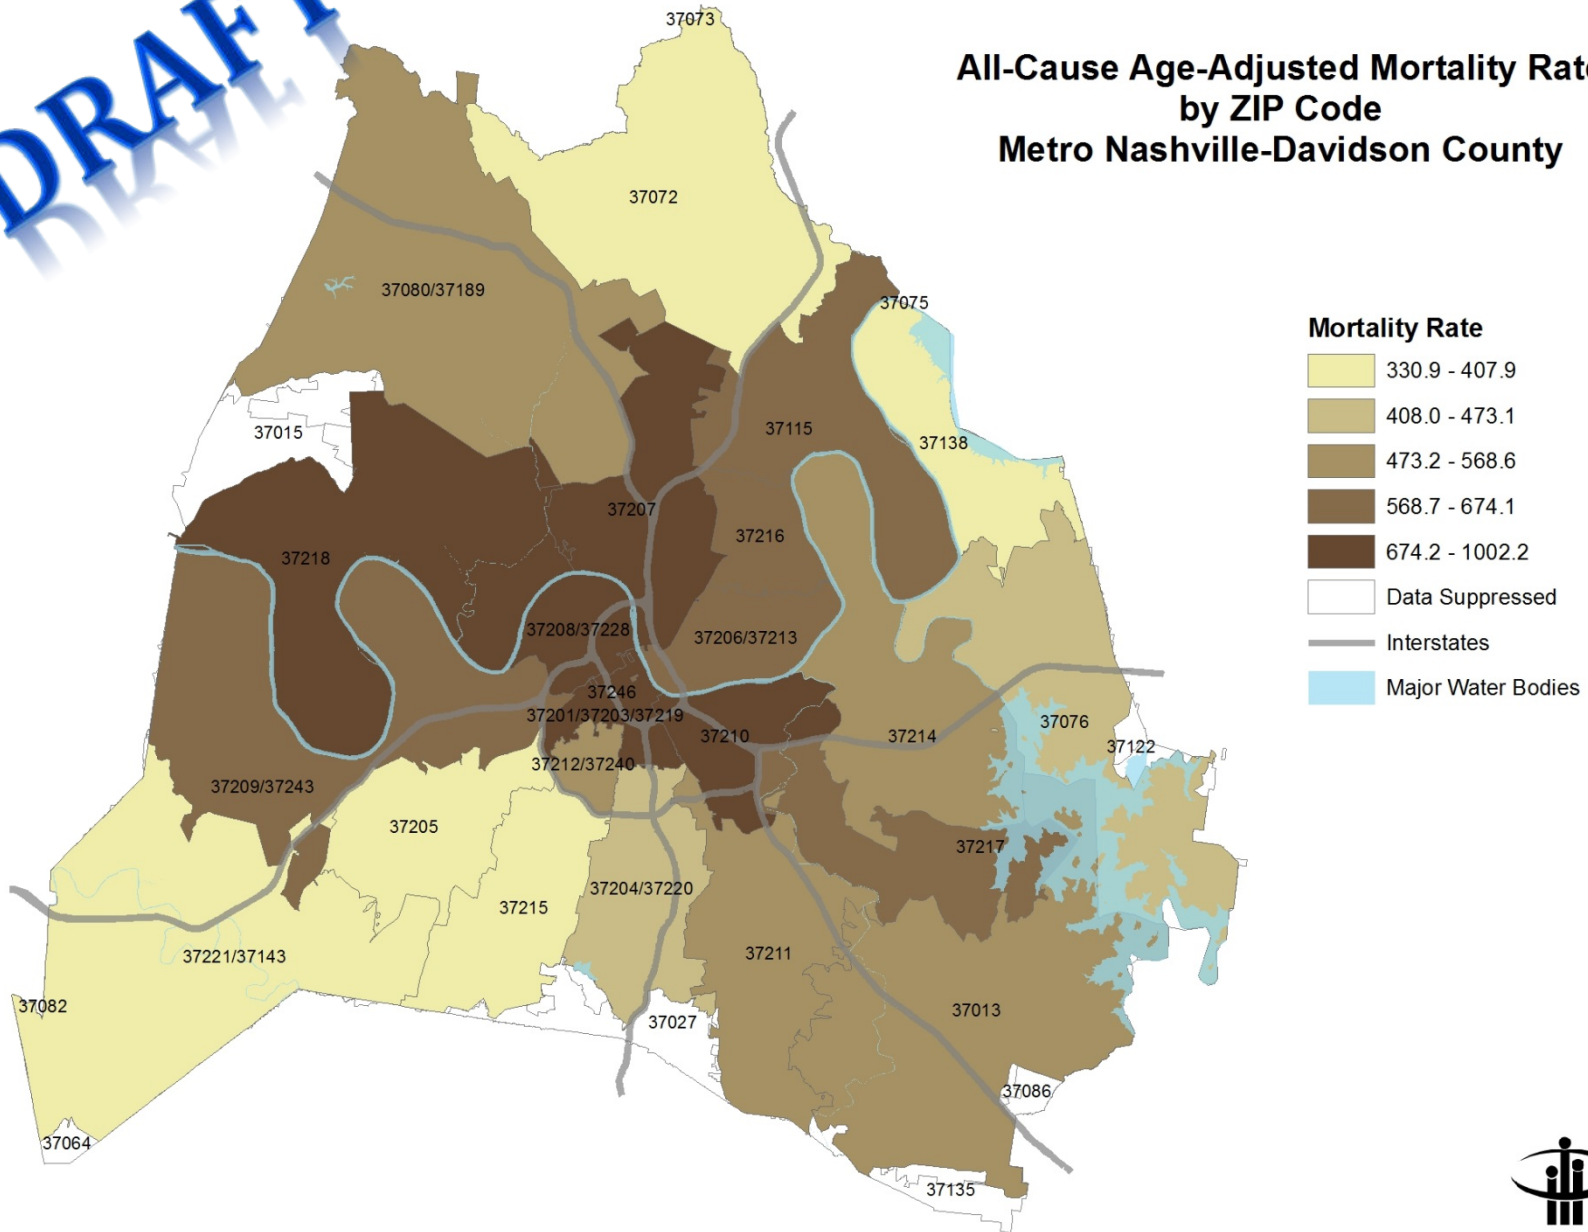 DRAFT
All-Cause Age-Adjusted Mortality Rate
by ZIP Code
Metro Nashville-Davidson County
37073
37072
37080/37189
37075
37015
37115
37138
37207
37216
37218
37208/37228
37206/37213
37246
37201/37203/37219
37210
37214
37076
37122
37212/37240
37209/37243
37205
37217
37204/37220
37215
37211
37221/37143
37082
37013
37027
37086
37064
37135
Mortality Rate
330.9 - 407.9
408.0 - 473.1
473.2 - 568.6
568.7 - 674.1
674.2 - 1002.2
Data Suppressed
Interstates
Major Water Bodies